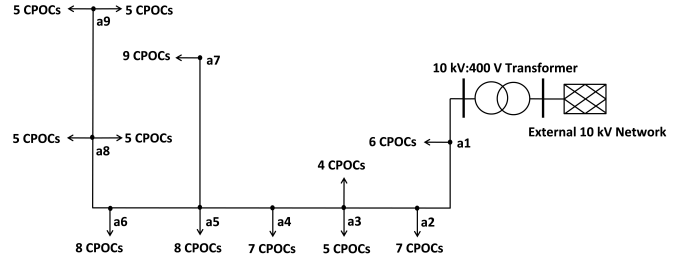 5 CPOCs 5 CPOCs
a9
9 CPOCs a7
10 kV:400 V Transformer
External 10 kV Network
5 CPOCs 5 CPOCs
a8
6 CPOCs a1
4 CPOCs
a6 a5 a4 a3 a2
8 CPOCs 8 CPOCs 7 CPOCs 5 CPOCs 7 CPOCs